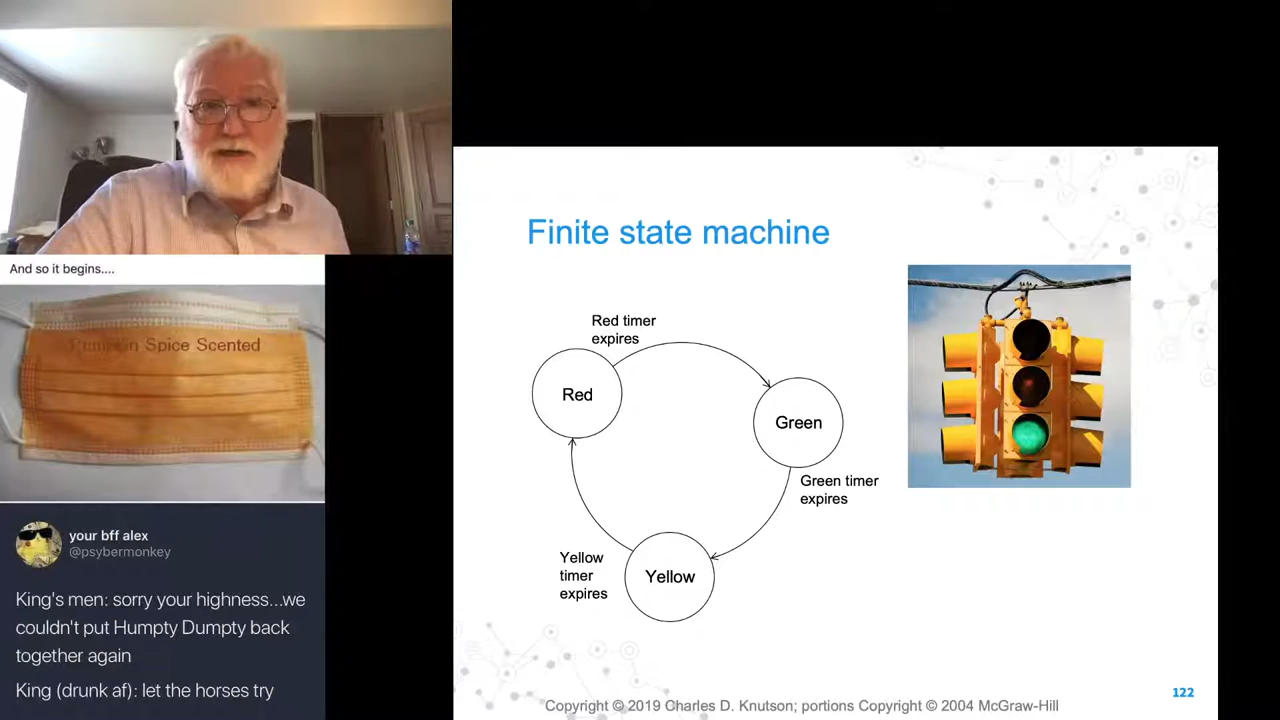 And so it begins....
Pumpkin Spice Scented
your bff alex
@psybermonkey
King's men: sorry your highness...we
couldn't put Humpty Dumpty back
together again
King (drunk af): let the horses try
Finite state machine
Red timer
expires
Red
Green
Green timer
expires
Yellow
timer
expires
Yellow
122
Copyright © 2019 Charles D. Knutson; portions Copyright © 2004 McGraw-Hill